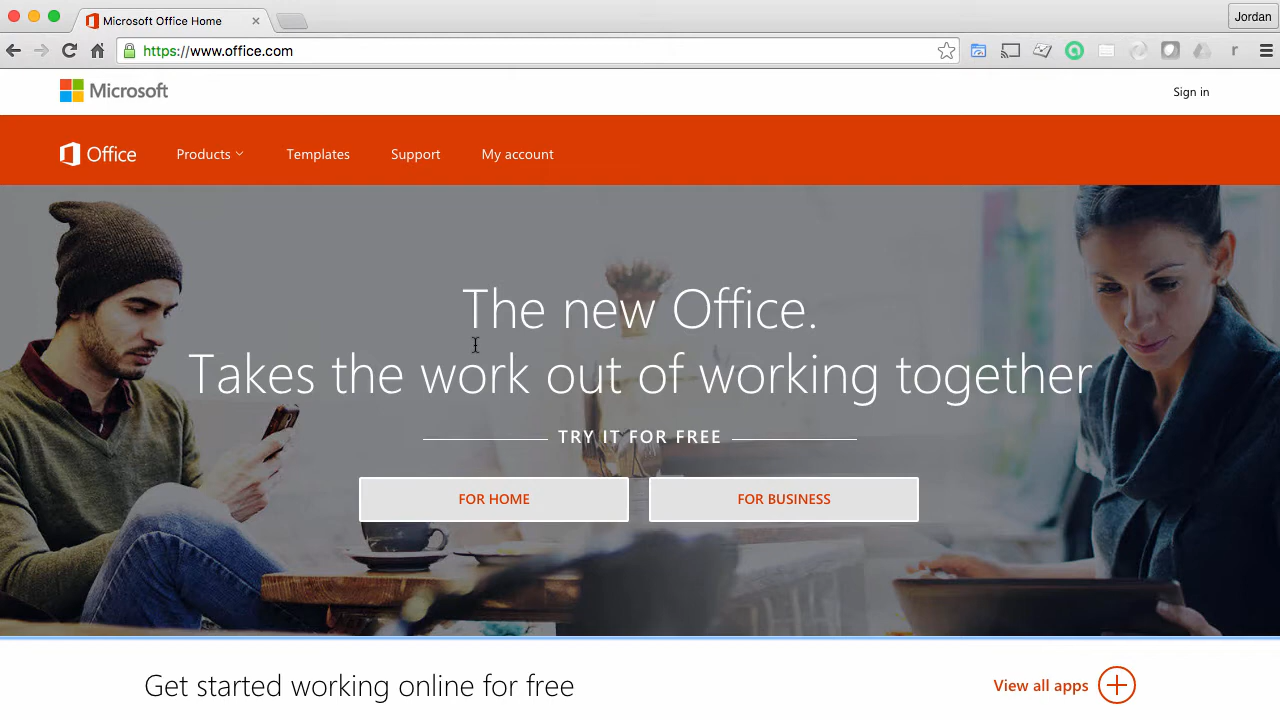 Microsoft Office Home
Jordan
https://www.office.com
r
Microsoft
Sign in
Office
Products
Templates
Support
My account
The new Office.
Takes the work out of working together
TRY IT FOR FREE
FOR HOME
FOR BUSINESS
Get started working online for free
View all apps